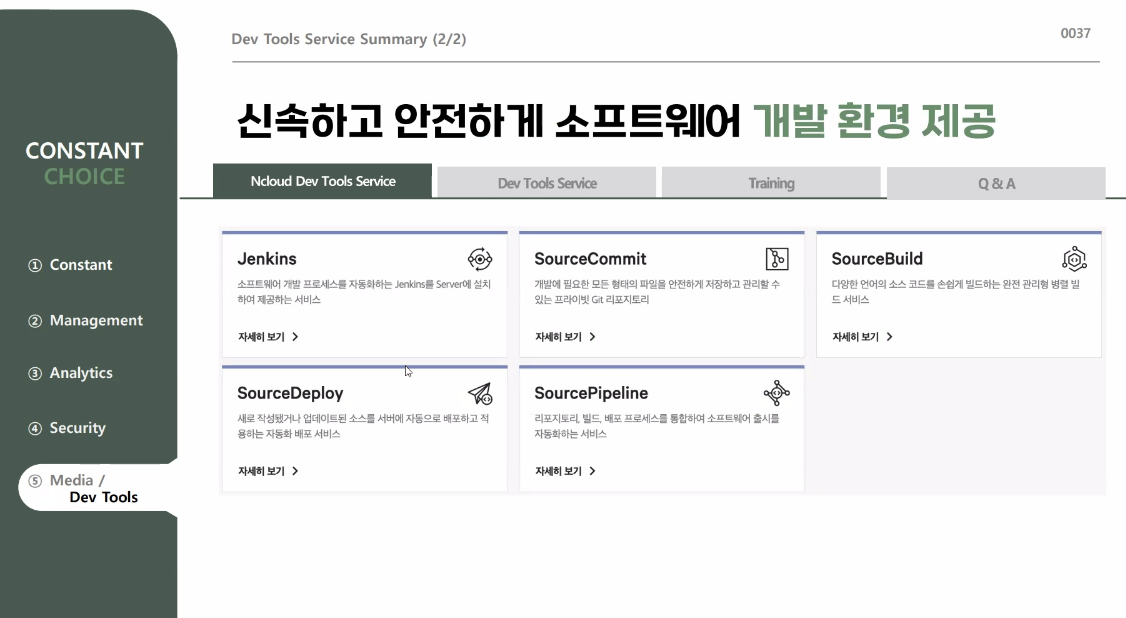 Dev Tools Service Summary (2/2)
0037
신속하고 안전하게 소프트웨어 개발 환경 제공
CONSTANT
CHOICE
① Constant
② Management
③ Analytics
④ Security
⑤ Media /
Dev Tools
Ncloud Dev Tools Service
Dev Tools Service
Training
Q & A
Jenkins
소프트웨어 개발 프로세스를 자동화하는 Jenkins를 Server에 설치
하여 제공하는 서비스
자세히 보기 >
SourceCommit
개발에 필요한 모든 형태의 파일을 안전하게 저장하고 관리할 수
있는 프라이빗 Git 리포지토리
자세히 보기 >
SourceBuild
다양한 언어의 소스 코드를 손쉽게 빌드하는 완전 관리형 병렬 빌
드 서비스
자세히 보기 >
SourceDeploy
새로 작성됐거나 업데이트된 소스를 서버에 자동으로 배포하고 적
용하는 자동화 배포 서비스
자세히 보기 >
SourcePipeline
리포지토리, 빌드, 배포 프로세스를 통합하여 소프트웨어 출시를
자동화하는 서비스
자세히 보기 >